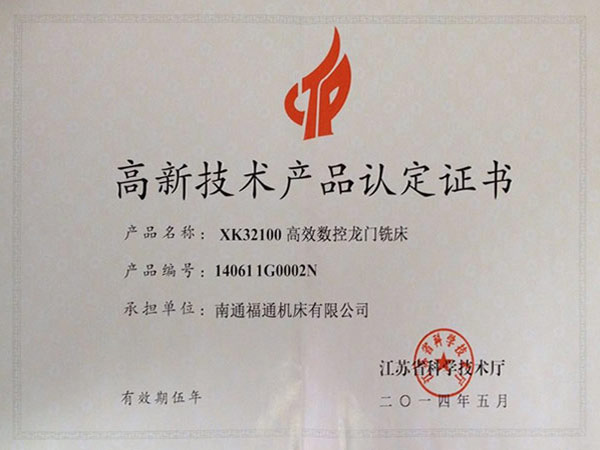 CTP
高新技术产品认定证书
产品名称：XK32100 高效数控龙门铣床
产品编号：140611G0002N
承担单位：南通福通机床有限公司
江苏省科学技术厅
有效期伍年
二〇一四年五月